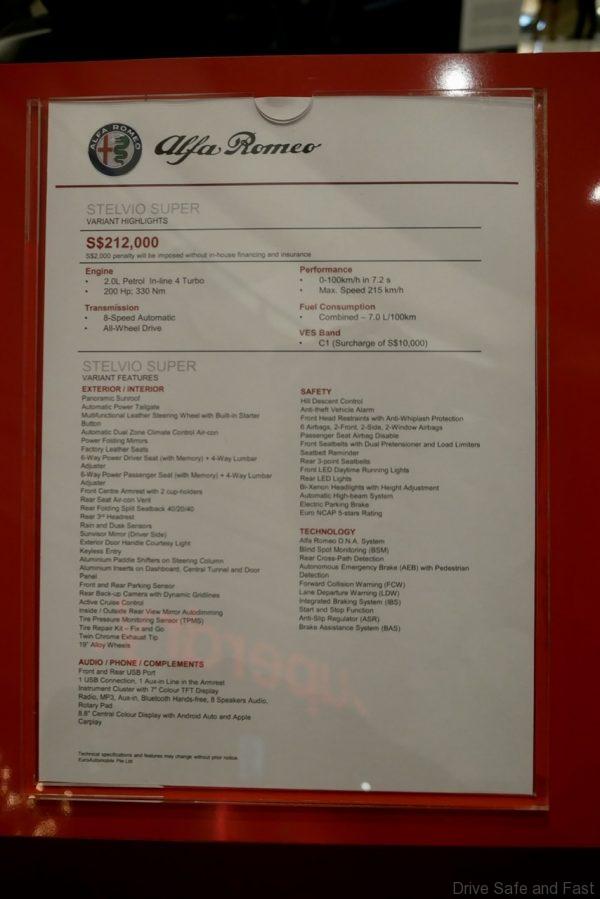 ALFA ROMEO
Alfa Romeo
STELVIO SUPER
VARIANT HIGHLIGHTS
S$212,000
S$2,000 penalty will be imposed without in-house financing and insurance
Engine
• 2.0L Petrol In-line 4 Turbo
• 200 Hp; 330 Nm
Transmission
• 8-Speed Automatic
• All-Wheel Drive
Performance
• 0-100km/h in 7.2 s
• Max. Speed 215 km/h
Fuel Consumption
• Combined – 7.0 L/100km
VES Band
• C1 (Surcharge of S$10,000)
STELVIO SUPER
VARIANT FEATURES
EXTERIOR / INTERIOR
Panoramic Sunroof
Automatic Power Tailgate
Multifunctional Leather Steering Wheel with Built-in Starter
Button
Automatic Dual Zone Climate Control Air-con
Power Folding Mirrors
Factory Leather Seats
6-Way Power Driver Seat (with Memory) + 4-Way Lumbar
Adjuster
6-Way Power Passenger Seat (with Memory) + 4-Way Lumbar
Adjuster
Front Centre Armrest with 2 cup-holders
Rear Seat Air-con Vent
Rear Folding Split Seatback 40/20/40
Rear 3rd Headrest
Rain and Dusk Sensors
Sunvisor Mirror (Driver Side)
Exterior Door Handle Courtesy Light
Keyless Entry
Aluminium Paddle Shifters on Steering Column
Aluminium Inserts on Dashboard, Central Tunnel and Door
Panel
Front and Rear Parking Sensor
Rear Back-up Camera with Dynamic Gridlines
Active Cruise Control
Inside / Outside Rear View Mirror Autodimming
Tire Pressure Monitoring Sensor (TPMS)
Tire Repair Kit – Fix and Go
Twin Chrome Exhaust Tip
19" Alloy Wheels
AUDIO / PHONE / COMPLEMENTS
Front and Rear USB Port
1 USB Connection, 1 Aux-in Line in the Armrest
Instrument Cluster with 7" Colour TFT Display
Radio, MP3, Aux-in, Bluetooth Hands-free, 8 Speakers Audio,
Rotary Pad
8.8" Central Colour Display with Android Auto and Apple
Carplay
SAFETY
Hill Descent Control
Anti-theft Vehicle Alarm
Front Head Restraints with Anti-Whiplash Protection
6 Airbags, 2-Front, 2-Side, 2-Window Airbags
Passenger Seat Airbag Disable
Front Seatbelts with Dual Pretensioner and Load Limiters
Seatbelt Reminder
Rear 3-point Seatbelts
Front LED Daytime Running Lights
Rear LED Lights
Bi-Xenon Headlights with Height Adjustment
Automatic High-beam System
Electric Parking Brake
Euro NCAP 5-stars Rating
TECHNOLOGY
Alfa Romeo D.N.A. System
Blind Spot Monitoring (BSM)
Rear Cross-Path Detection
Autonomous Emergency Brake (AEB) with Pedestrian
Detection
Forward Collision Warning (FCW)
Lane Departure Warning (LDW)
Integrated Braking System (IBS)
Start and Stop Function
Anti-Slip Regulator (ASR)
Brake Assistance System (BAS)
Technical specifications and features may change without prior notice.
EuroAutomobile Pte Ltd
Drive Safe and Fast